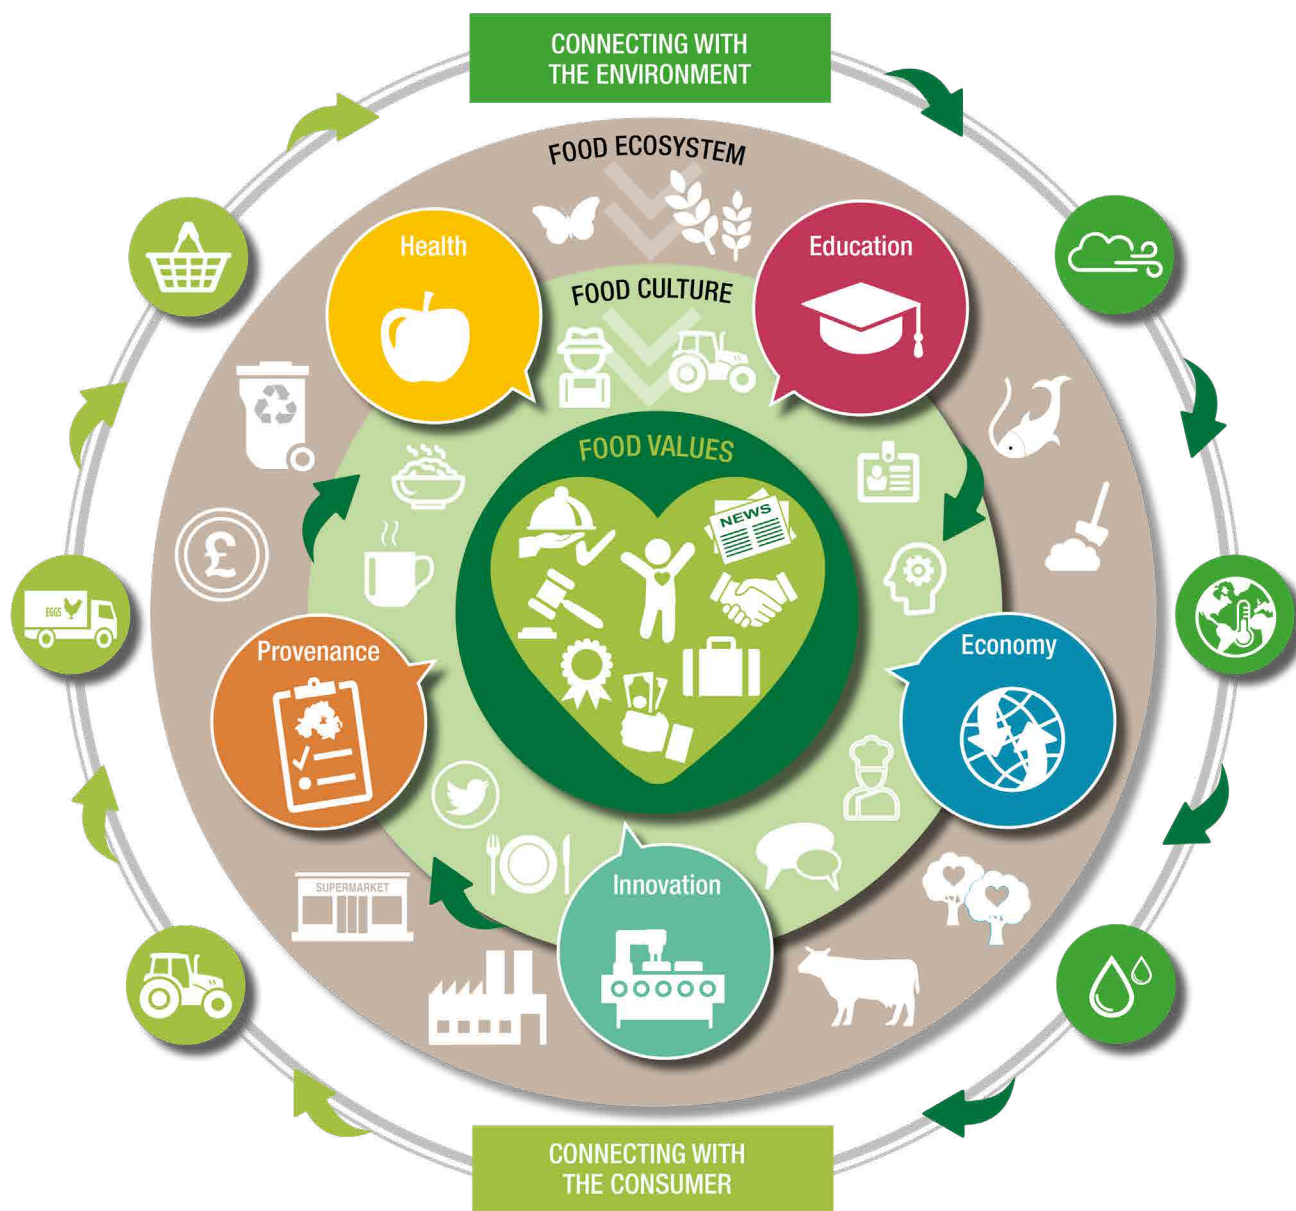 CONNECTING WITH
THE ENVIRONMENT
FOOD ECOSYSTEM
Health
Education
FOOD CULTURE
FOOD VALUES
NEWS
£
EGGS
Provenance
Economy
SUPERMARKET
Innovation
CONNECTING WITH
THE CONSUMER